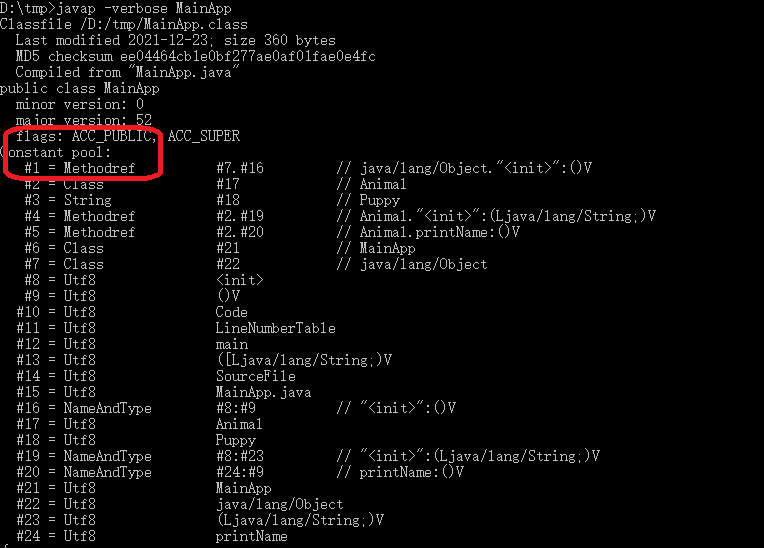 D:\tmp>javap -verbose MainApp
Classfile /D:/tmp/MainApp.class
  Last modified 2021-12-23; size 360 bytes
  MD5 checksum ee04464cb1e0bf277ae0af01fae0e4fc
  Compiled from "MainApp.java"
public class MainApp
  minor version: 0
  major version: 52
  flags: ACC_PUBLIC, ACC_SUPER
Constant pool:
   #1 = Methodref          #7.#16         // java/lang/Object."<init>":()V
   #2 = Class              #17            // Animal
   #3 = String             #18            // Puppy
   #4 = Methodref          #2.#19         // Animal."<init>":(Ljava/lang/String;)V
   #5 = Methodref          #2.#20         // Animal.printName:()V
   #6 = Class              #21            // MainApp
   #7 = Class              #22            // java/lang/Object
   #8 = Utf8               <init>
   #9 = Utf8               ()V
  #10 = Utf8               Code
  #11 = Utf8               LineNumberTable
  #12 = Utf8               main
  #13 = Utf8               ([Ljava/lang/String;)V
  #14 = Utf8               SourceFile
  #15 = Utf8               MainApp.java
  #16 = NameAndType        #8:#9          // "<init>":()V
  #17 = Utf8               Animal
  #18 = Utf8               Puppy
  #19 = NameAndType        #8:#23         // "<init>":(Ljava/lang/String;)V
  #20 = NameAndType        #24:#9         // printName:()V
  #21 = Utf8               MainApp
  #22 = Utf8               java/lang/Object
  #23 = Utf8               (Ljava/lang/String;)V
  #24 = Utf8               printName